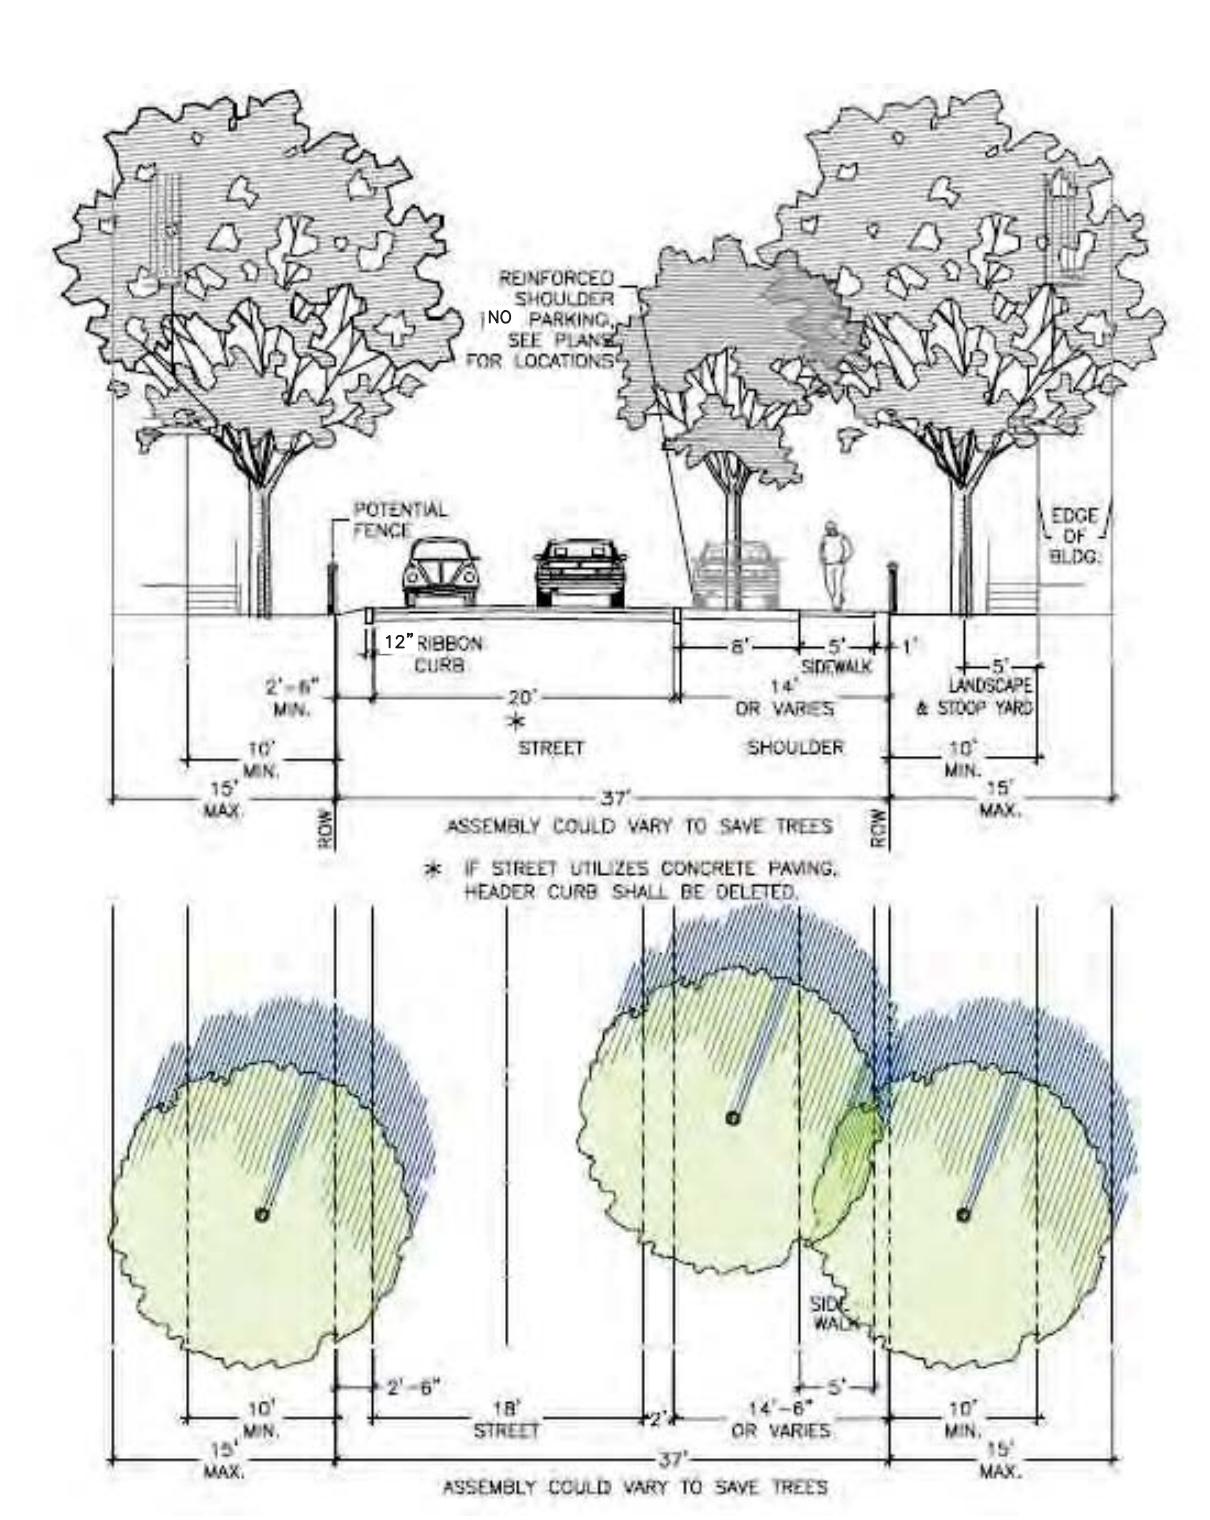 REINFORCED
SHOULDER
NO PARKING,
SEE PLANS
FOR LOCATIONS
POTENTIAL
FENCE
EDGE
OF
BLDG.
12" RIBBON
CURB
8'
5'
1'
SIDEWALK
5'
LANDSCAPE
& STOOP YARD
2'-6"
MIN.
20'
*
STREET
14'
OR VARIES
SHOULDER
10'
MIN.
10'
MIN.
15'
MAX.
37'
15'
MAX.
ROW
ROW
ASSEMBLY COULD VARY TO SAVE TREES
* IF STREET UTILIZES CONCRETE PAVING,
HEADER CURB SHALL BE DELETED.
SIDE
WALK
2'-6"
5'
10'
MIN.
18'
STREET
2'
14'-6"
OR VARIES
10'
MIN.
15'
MAX.
37'
15'
MAX.
ASSEMBLY COULD VARY TO SAVE TREES